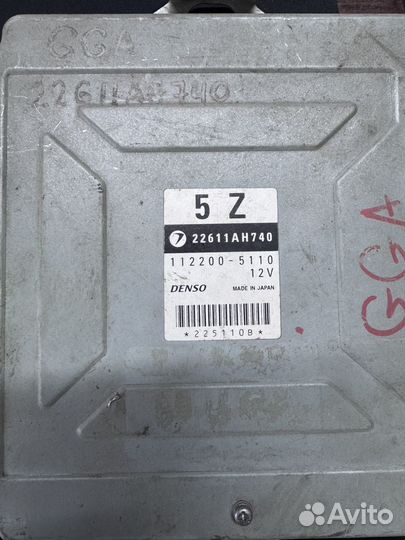 GGA
22611AH740
5 Z
22611AH740
112200-5110
12V
DENSO MADE IN JAPAN
*225110B*
GGA
Avito